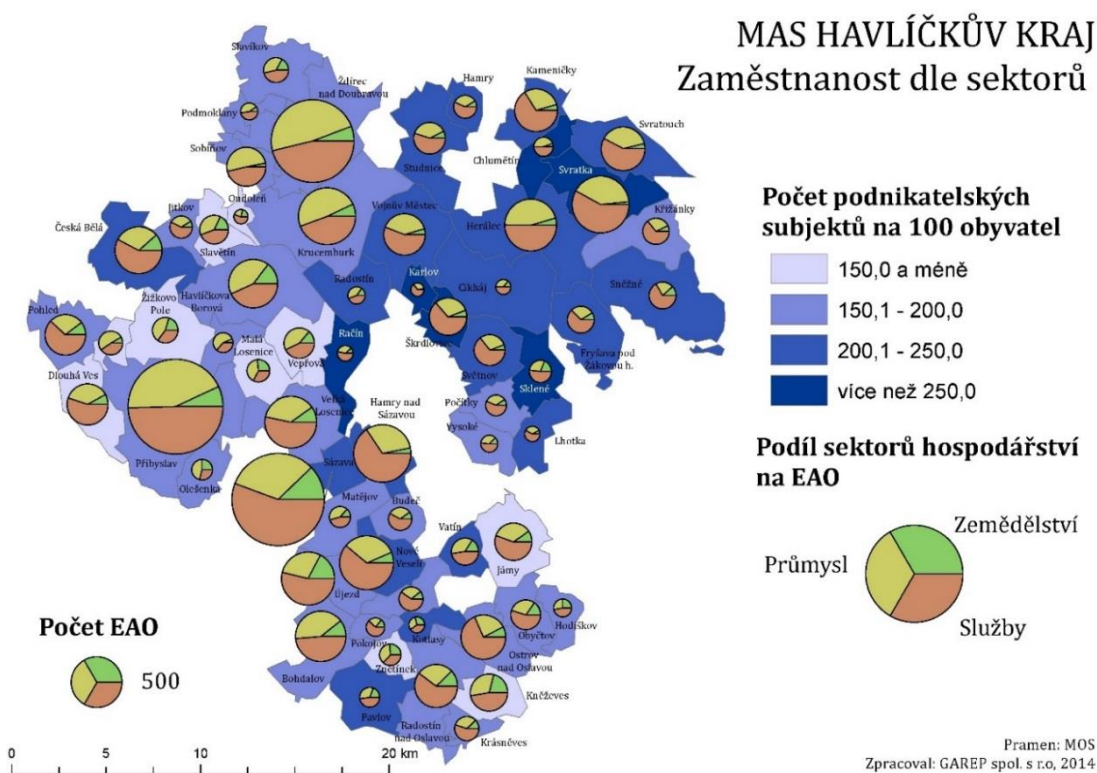 MAS HAVLÍČKŮV KRAJ
Zaměstnanost dle sektorů
Slavíkov
Ždírec
nad Doubravou
Hamry
Kameničky
Podmoklany
Svratouch
Sobíňov
Studnice
Chlumětín
Svratka
Ondoleň
Jitkov
Vojnův Městec
Křižánky
Česká Bělá
Herálec
Slavětín
Krucemburk
Karlov
Radostín
Cikháj
Sněžné
Havlíčkova
Borová
Žižkovo
Pole
Pohled
Malá
Losenice
Račín
Škrdlovice
Vepřová
Fryšava pod
Žákovou h.
Dlouhá Ves
Světnov
Sklené
Hamry nad
Sázavou
Velká
Losenice
Počítky
Vysoké
Lhotka
Přibyslav
Sázava
Olešenka
Matějov
Budeč
Vatín
Nové
Veselí
Jámy
Újezd
Hodíškov
Obyčtov
Pokojov
Kotlasy
Ostrov
nad Oslavou
Znětínek
Bohdalov
Kněževes
Pavlov
Radostín
nad Oslavou
Krásněves
Počet podnikatelských
subjektů na 100 obyvatel
150,0 a méně
150,1 - 200,0
200,1 - 250,0
více než 250,0
Podíl sektorů hospodářství
na EAO
Zemědělství
Průmysl
Služby
Počet EAO
500
0 5 10 20 km
Pramen: MOS
Zpracoval: GAREP spol. s r.o, 2014